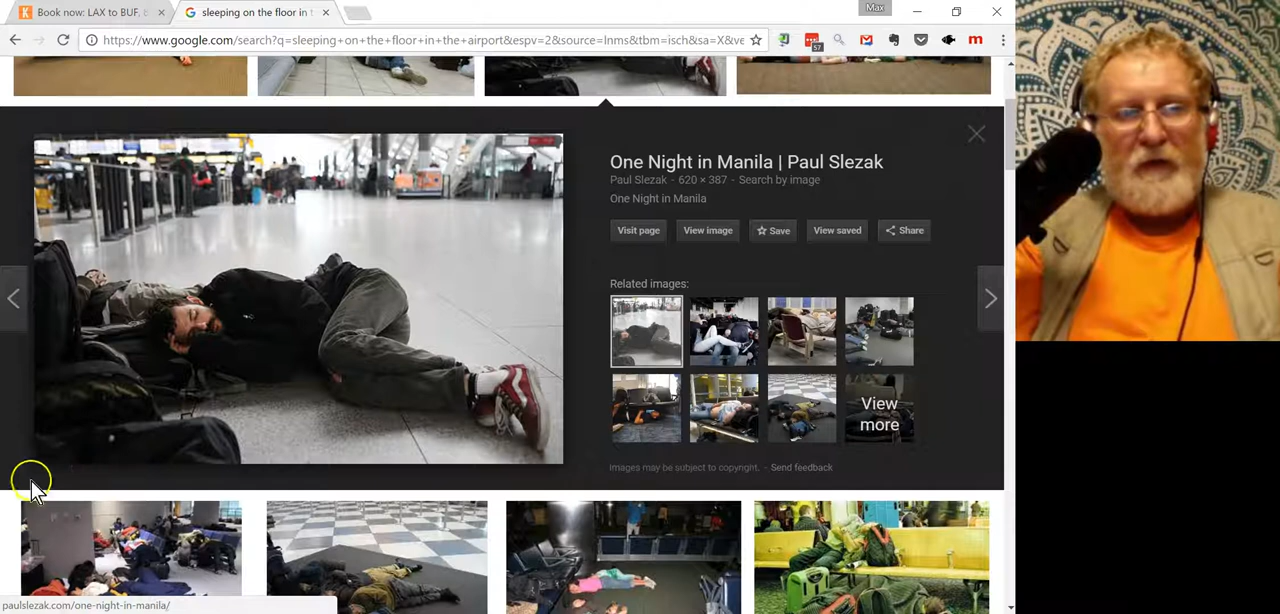 Book now: LAX to BUF,
sleeping on the floor in t
Max
https://www.google.com/search?q=sleeping+on+the+floor+in+the+airport&espv=2&source=lnms&tbm=isch&sa=X&ve
57
One Night in Manila | Paul Slezak
Paul Slezak - 620 × 387 - Search by image
One Night in Manila
Visit page View image Save View saved Share
Related images:
View
more
Images may be subject to copyright. - Send feedback
paulslezak.com/one-night-in-manila/